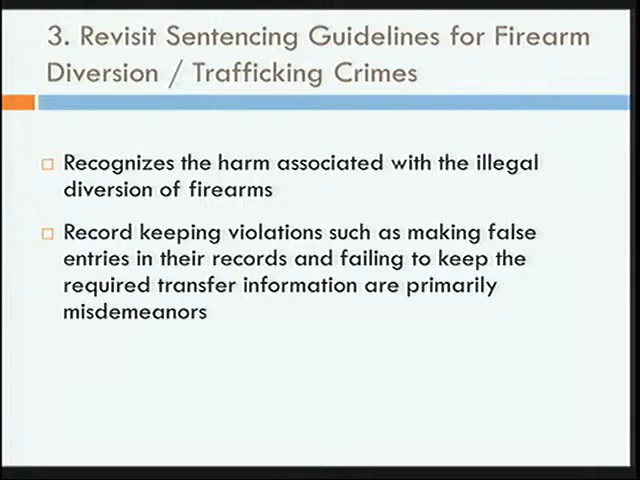 3. Revisit Sentencing Guidelines for Firearm
Diversion / Trafficking Crimes
Recognizes the harm associated with the illegal
diversion of firearms
Record keeping violations such as making false
entries in their records and failing to keep the
required transfer information are primarily
misdemeanors